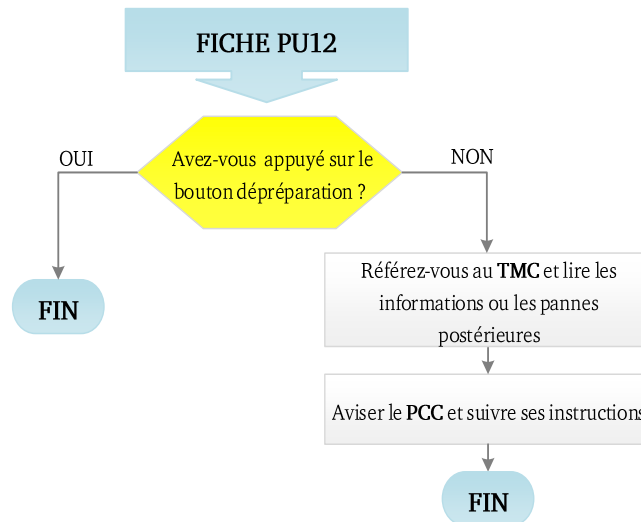 FICHE PU12
Avez-vous appuyé sur le
bouton dépréparation ?
OUI
NON
FIN
Référez-vous au TMC et lire les
informations ou les pannes
postérieures
Aviser le PCC et suivre ses instructions
FIN